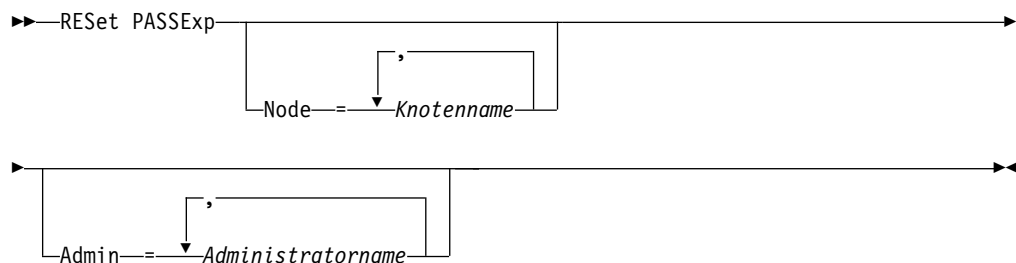 RESet PASSExp
,
Node = Knotenname
,
Admin = Administratorname